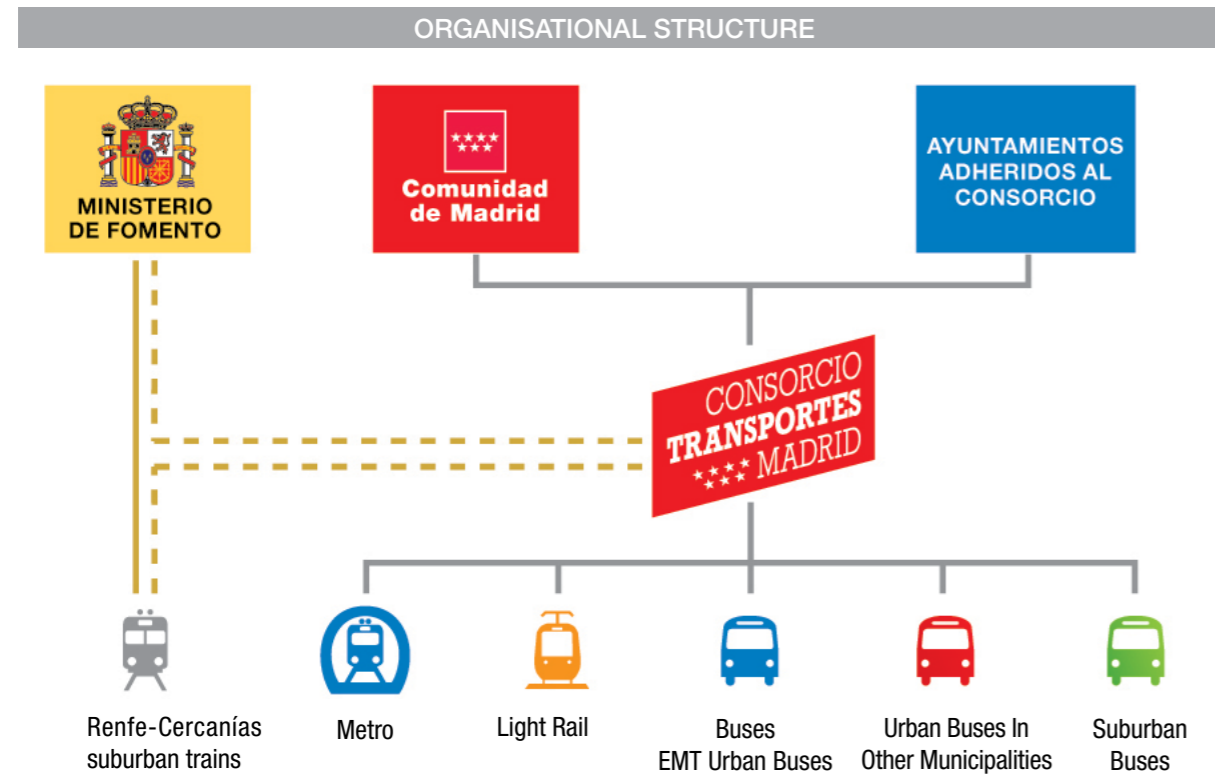 ORGANISATIONAL STRUCTURE
MINISTERIO
DE FOMENTO
Comunidad
de Madrid
AYUNTAMIENTOS
ADHERIDOS AL
CONSORCIO
CONSORCIO
TRANSPORTES
MADRID
Renfe-Cercanías
suburban trains
Metro
Light Rail
Buses
EMT Urban Buses
Urban Buses In
Other Municipalities
Suburban
Buses